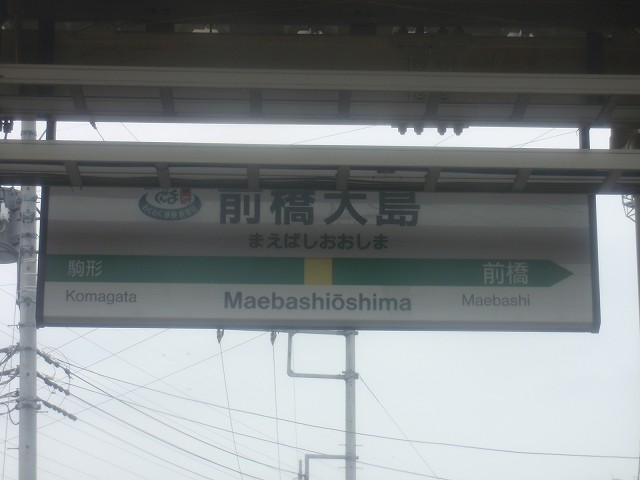 前橋大島
まえばしおおしま
駒形 前橋
Komagata Maebashiōshima Maebashi